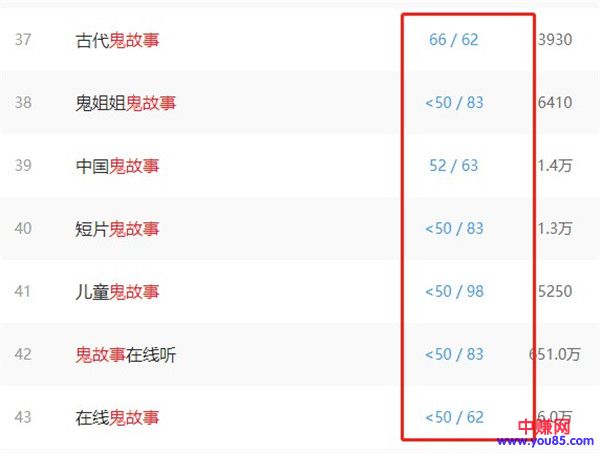 37 古代鬼故事 66 / 62 3930
38 鬼姐姐鬼故事 <50 / 83 6410
39 中国鬼故事 52 / 63 1.4万
40 短片鬼故事 <50 / 83 1.3万
41 儿童鬼故事 <50 / 98 5250
42 鬼故事在线听 <50 / 83 651.0万
43 在线鬼故事 <50 / 62 6.0万
中赚网
www.you85.com